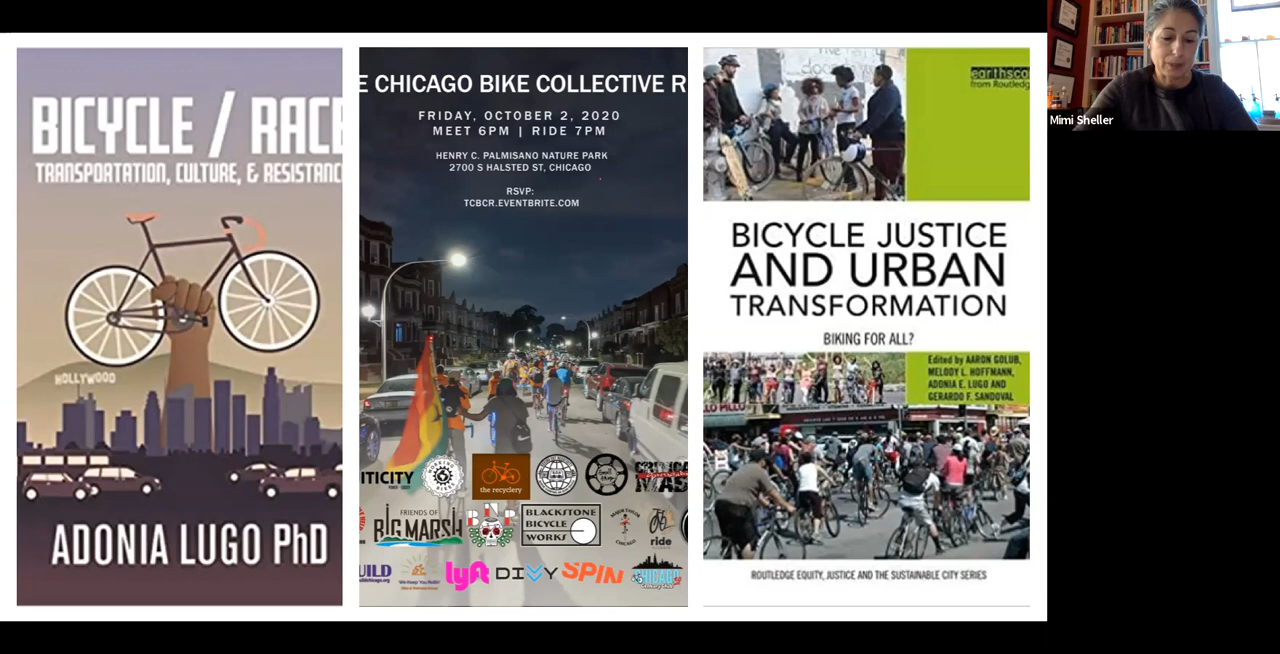 BICYCLE / RACE
TRANSPORTATION, CULTURE, & RESISTANC
HOLLYWOOD
ADONIA LUGO PhD
E CHICAGO BIKE COLLECTIVE R
FRIDAY, OCTOBER 2, 2020
MEET 6PM | RIDE 7PM
HENRY C. PALMISANO NATURE PARK
2700 S HALSTED ST, CHICAGO
RSVP:
TCBCR.EVENTBRITE.COM
ITICITY
the recyclery
FRIENDS OF
BIG MARSH
BLACKSTONE
BICYCLE
WORKS
ride
UILD
lyft
DIVVY
SPIN
CHICAGO
earthsca
from Routledg
BICYCLE JUSTICE
AND URBAN
TRANSFORMATION
BIKING FOR ALL?
Edited by AARON GOLUB,
MELODY L. HOFFMANN,
ADONIA E. LUGO AND
GERARDO F. SANDOVAL
ROUTLEDGE EQUITY, JUSTICE AND THE SUSTAINABLE CITY SERIES
Mimi Sheller